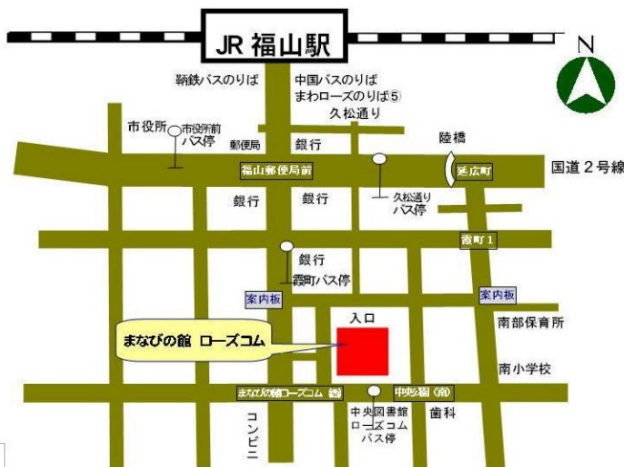 JR 福山駅
N
鞆鉄バスのりば
中国バスのりば
まわローズのりば⑤
久松通り
市役所
市役所前
バス停
郵便局
銀行
陸橋
福山郵便局前
延広町
国道2号線
久松通り
バス停
銀行
銀行
霞町1
銀行
霞町バス停
案内板
案内板
入口
南部保育所
まなびの館 ローズコム
南小学校
まなびの館ローズコム(西)
中央公園(南)
コンビニ
中央図書館
ローズコム
バス停
歯科